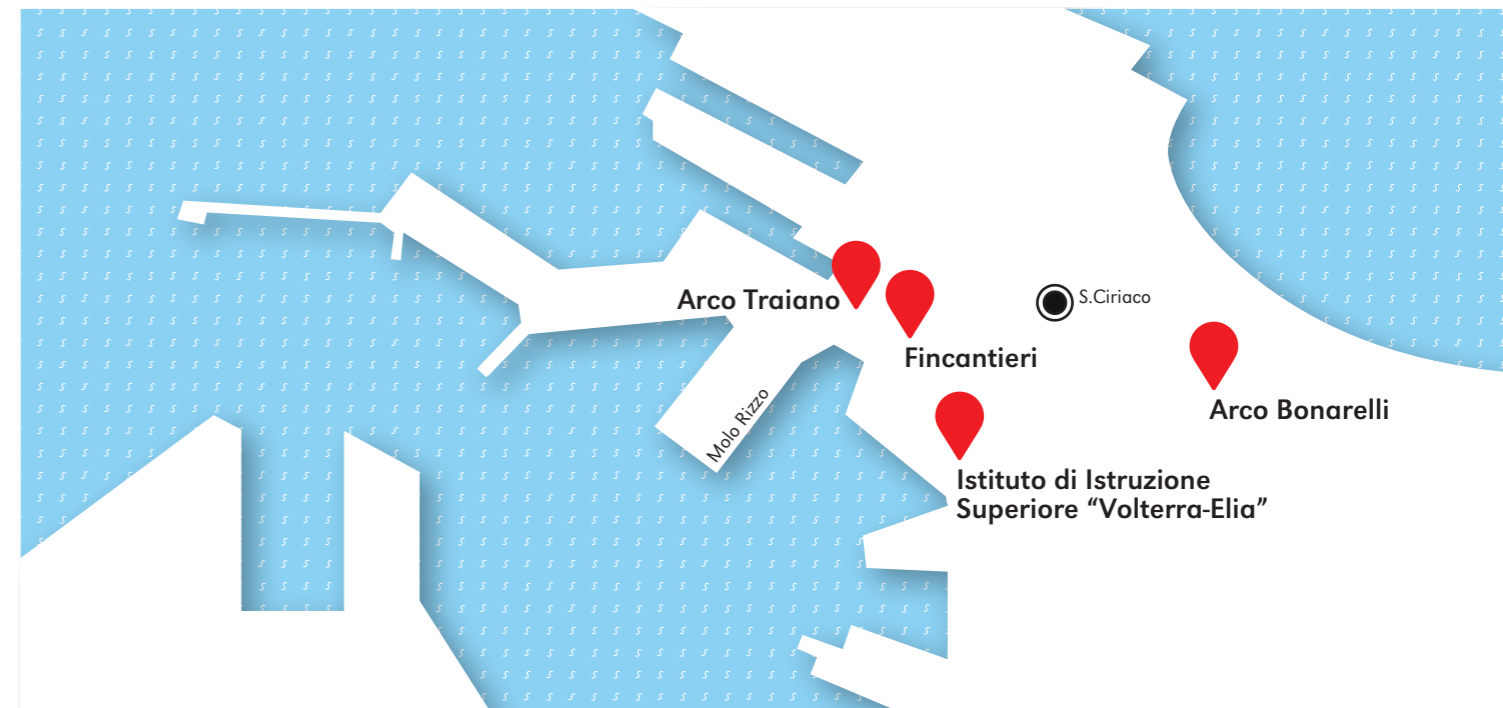 Arco Traiano
S.Ciriaco
Fincantieri
Arco Bonarelli
Molo Rizzo
Istituto di Istruzione
Superiore “Volterra-Elia”